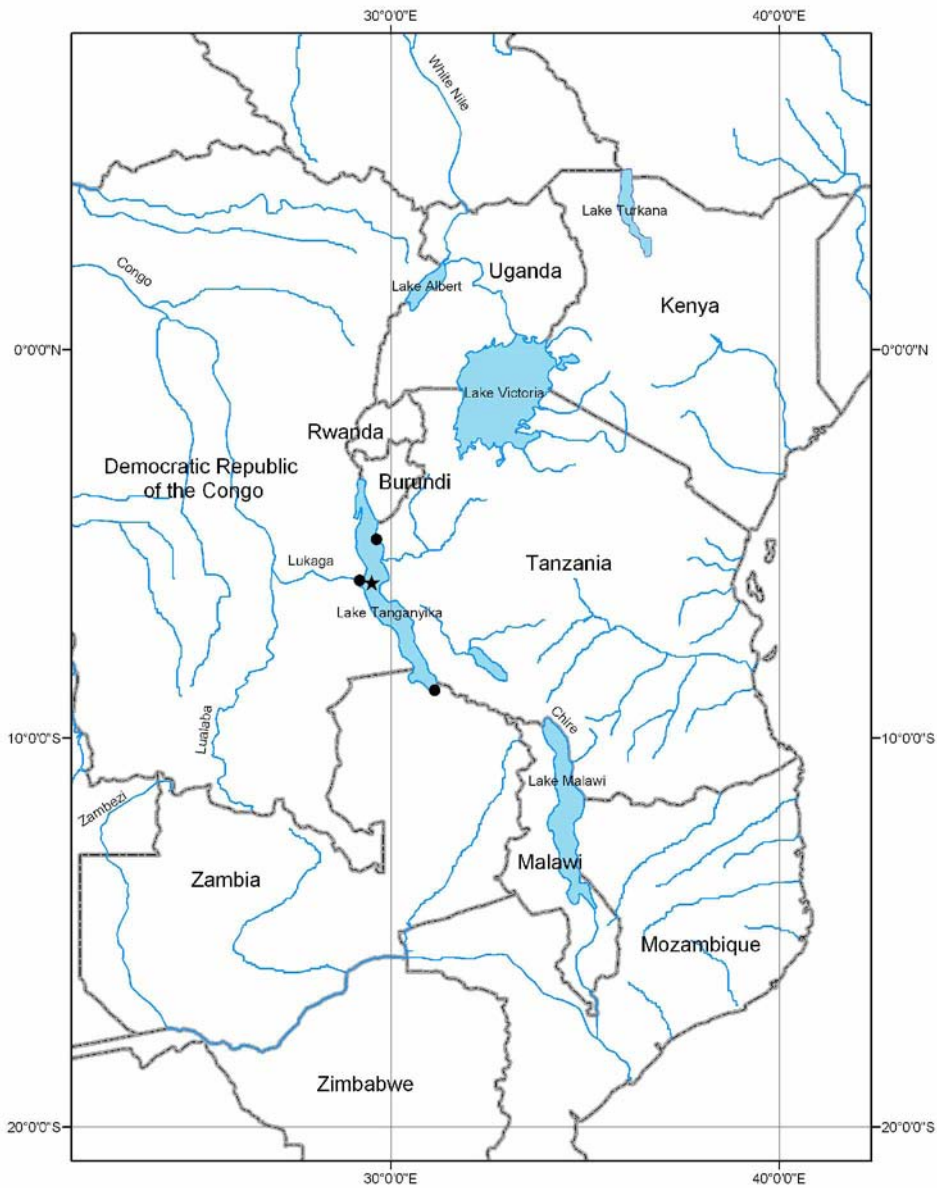 30°0'0"E
40°0'0"E
White Nile
Lake Turkana
Congo
Uganda
Lake Albert
Kenya
0°0'0"N
0°0'0"N
Lake Victoria
Rwanda
Democratic Republic
of the Congo
Burundi
Lukaga
Tanzania
Lake Tanganyika
Lualaba
Chire
10°0'0"S
10°0'0"S
Lake Malawi
Zambezi
Malawi
Zambia
Mozambique
Zimbabwe
20°0'0"S
20°0'0"S
30°0'0"E
40°0'0"E